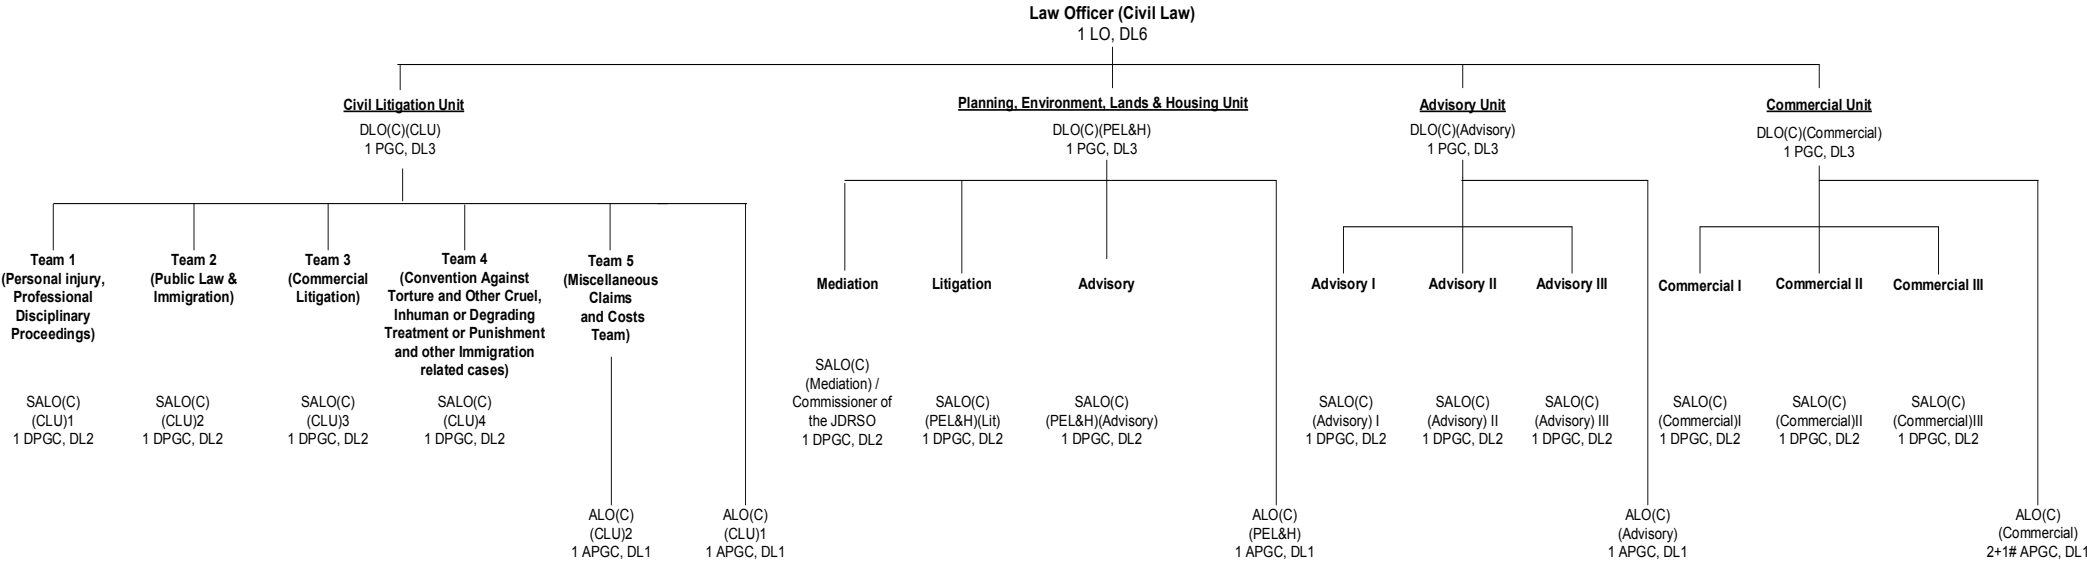 Law Officer (Civil Law)
1 LO, DL6
Civil Litigation Unit
DLO(C)(CLU)
1 PGC, DL3
Planning, Environment, Lands & Housing Unit
DLO(C)(PEL&H)
1 PGC, DL3
Advisory Unit
DLO(C)(Advisory)
1 PGC, DL3
Commercial Unit
DLO(C)(Commercial)
1 PGC, DL3
Team 1
(Personal injury,
Professional
Disciplinary
Proceedings)
Team 2
(Public Law &
Immigration)
Team 3
(Commercial
Litigation)
Team 4
(Convention Against
Torture and Other Cruel,
Inhuman or Degrading
Treatment or Punishment
and other Immigration
related cases)
Team 5
(Miscellaneous
Claims
and Costs
Team)
Mediation
Litigation
Advisory
Advisory I
Advisory II
Advisory III
Commercial I
Commercial II
Commercial III
SALO(C)
(CLU)1
1 DPGC, DL2
SALO(C)
(CLU)2
1 DPGC, DL2
SALO(C)
(CLU)3
1 DPGC, DL2
SALO(C)
(CLU)4
1 DPGC, DL2
SALO(C)
(Mediation) /
Commissioner of
the JDRSO
1 DPGC, DL2
SALO(C)
(PEL&H)(Lit)
1 DPGC, DL2
SALO(C)
(PEL&H)(Advisory)
1 DPGC, DL2
SALO(C)
(Advisory) I
1 DPGC, DL2
SALO(C)
(Advisory) II
1 DPGC, DL2
SALO(C)
(Advisory) III
1 DPGC, DL2
SALO(C)
(Commercial)I
1 DPGC, DL2
SALO(C)
(Commercial)II
1 DPGC, DL2
SALO(C)
(Commercial)III
1 DPGC, DL2
ALO(C)
(CLU)2
1 APGC, DL1
ALO(C)
(CLU)1
1 APGC, DL1
ALO(C)
(PEL&H)
1 APGC, DL1
ALO(C)
(Advisory)
1 APGC, DL1
ALO(C)
(Commercial)
2+1# APGC, DL1